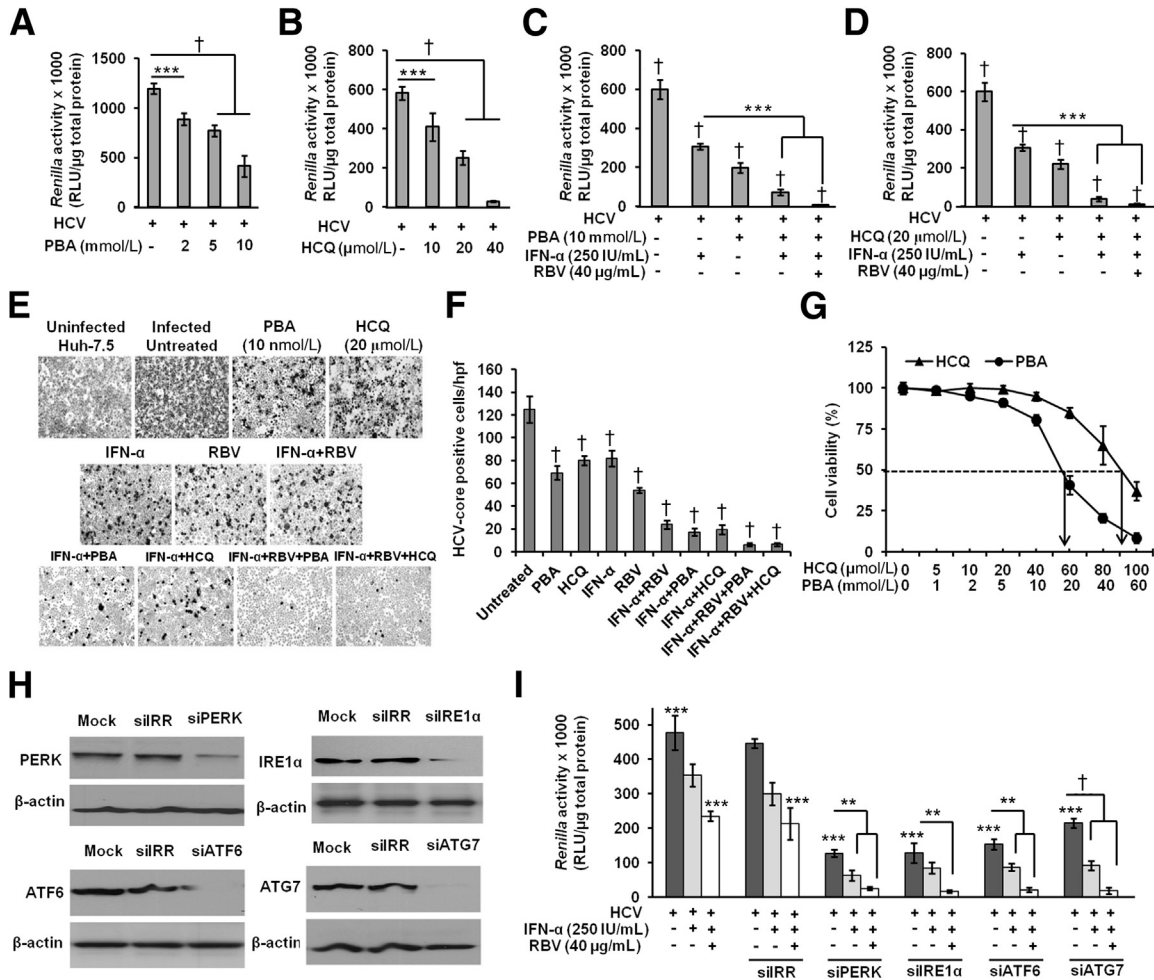 A
Renilla activity x 1000
(RLU/µg total protein)
1500
1000
500
0
***
†
HCV + + + +
PBA (mmol/L) - 2 5 10
B
Renilla activity x 1000
RLU/µg total protein)
800
600
400
200
0
***
†
HCV + + + +
HCQ (µmol/L) - 10 20 40
C
Renilla activity x 1000
RLU/µg total protein)
800
600
400
200
0
† † † † †
***
HCV + + + + +
PBA (10 mmol/L) - - + + +
IFN-α (250 IU/mL) - + - + +
RBV (40 µg/mL) - - - - +
D
Renilla activity x 1000
RLU/µg total protein)
800
600
400
200
0
† † † † †
***
HCV + + + + +
HCQ (20 µmol/L) - - + + +
IFN-α (250 IU/mL) - + - + +
RBV (40 µg/mL) - - - - +
E
Uninfected
Huh-7.5
Infected
Untreated
PBA
(10 nmol/L)
HCQ
(20 µmol/L)
IFN-α RBV IFN-α+RBV
IFN-α+PBA IFN-α+HCQ IFN-α+RBV+PBA IFN-α+RBV+HCQ
F
HCV-core positive cells/hpf
160
140
120
100
80
60
40
20
0
† † † † † † † † †
Untreated
PBA
HCQ
IFN-α
RBV
IFN-α+RBV
IFN-α+PBA
IFN-α+HCQ
IFN-α+RBV+PBA
IFN-α+RBV+HCQ
G
Cell viability (%)
125
100
75
50
25
0
HCQ PBA
HCQ (µmol/L) 0 5 10 20 40 60 80 100
PBA (mmol/L) 0 1 2 5 10 20 40 60
H
Mock siIRR siPERK
PERK
β-actin
Mock siIRR siIRE1α
IRE1α
β-actin
Mock siIRR siATF6
ATF6
β-actin
Mock siIRR siATG7
ATG7
β-actin
I
Renilla activity x 1000
(RLU/µg total protein)
500
400
300
200
100
0
*** *** *** *** ** *** ** *** ** *** †
HCV + + + + + + + + + + + + + + + + + +
IFN-α (250 IU/mL) - + + - + + - + + - + + - + + - + +
RBV (40 µg/mL) - - + - - + - - + - - + - - + - - +
siIRR siPERK siIRE1α siATF6 siATG7